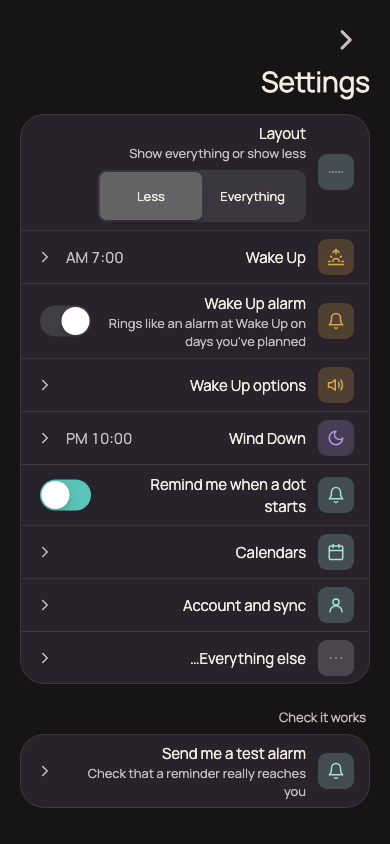 Settings
Layout
Show everything or show less
Everything
Less
Wake Up
AM 7:00
Wake Up alarm
Rings like an alarm at Wake Up on
days you've planned
Wake Up options
Wind Down
PM 10:00
Remind me when a dot
starts
Calendars
Account and sync
...Everything else
Check it works
Send me a test alarm
Check that a reminder really reaches
you